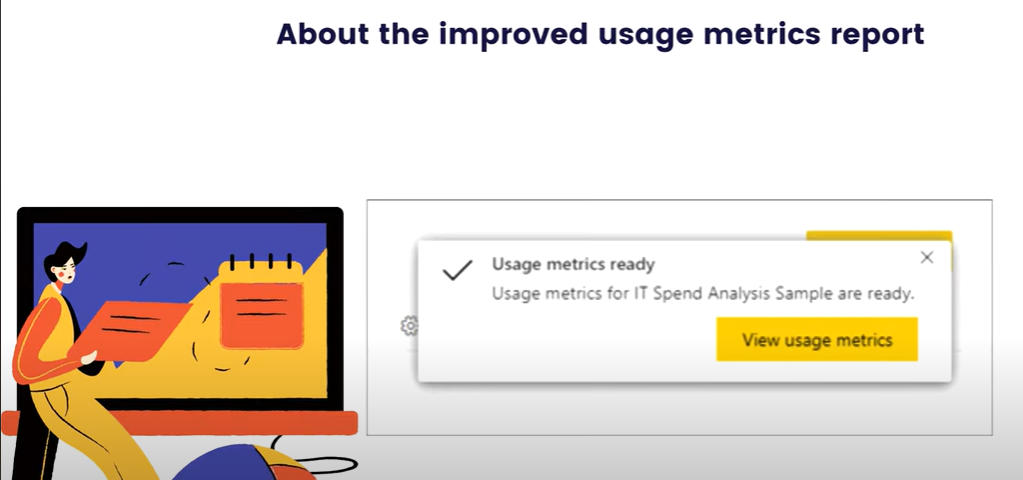 About the improved usage metrics report
Usage metrics ready
Usage metrics for IT Spend Analysis Sample are ready.
View usage metrics